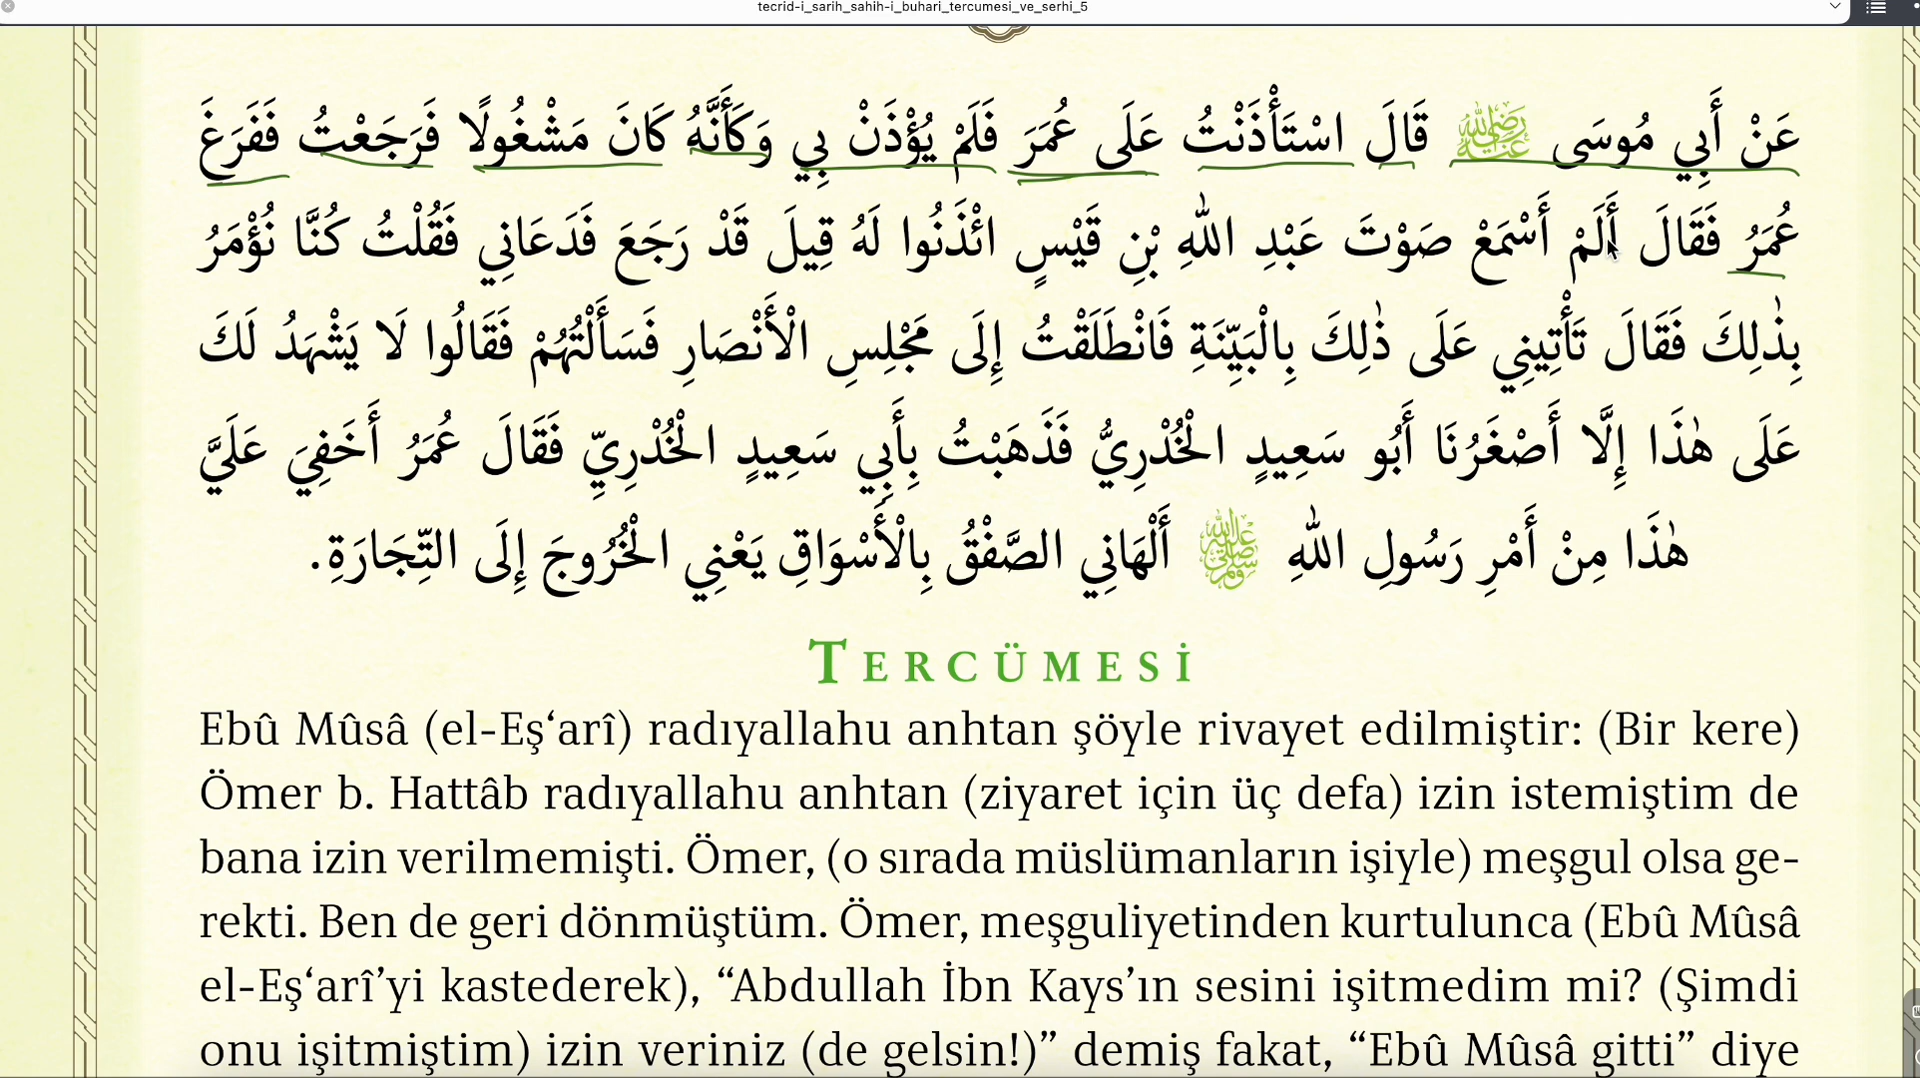 tecrid-i_sarih_sahih-i_buhari_tercumesi_ve_serhi_5
عَنْ أَبِي مُوسَى رَضِيَ اللهُ عَنْهُ قَالَ اسْتَأْذَنْتُ عَلَى عُمَرَ فَلَمْ يُؤْذَنْ بِي وَكَأَنَّهُ كَانَ مَشْغُولًا فَرَجَعْتُ فَفَرَغَ
عُمَرُ فَقَالَ أَلَمْ أَسْمَعْ صَوْتَ عَبْدِ اللهِ بْنِ قَيْسٍ ائْذَنُوا لَهُ قِيلَ قَدْ رَجَعَ فَدَعَانِي فَقُلْتُ كُنَّا نُؤْمَرُ
بِذٰلِكَ فَقَالَ تَأْتِينِي عَلَى ذٰلِكَ بِالْبَيِّنَةِ فَانْطَلَقْتُ إِلَى مَجْلِسِ الْأَنْصَارِ فَسَأَلْتُهُمْ فَقَالُوا لَا يَشْهَدُ لَكَ
عَلَى هٰذَا إِلَّا أَصْغَرُنَا أَبُو سَعِيدٍ الْخُدْرِيُّ فَذَهَبْتُ بِأَبِي سَعِيدٍ الْخُدْرِيِّ فَقَالَ عُمَرُ أَخَفِيَ عَلَيَّ
هٰذَا مِنْ أَمْرِ رَسُولِ اللهِ ﷺ أَلْهَانِي الصَّفْقُ بِالْأَسْوَاقِ يَعْنِي الْخُرُوجَ إِلَى التِّجَارَةِ.
TERCÜMESİ
Ebû Mûsâ (el-Eş‘arî) radıyallahu anhtan şöyle rivayet edilmiştir: (Bir kere)
Ömer b. Hattâb radıyallahu anhtan (ziyaret için üç defa) izin istemiştim de
bana izin verilmemişti. Ömer, (o sırada müslümanların işiyle) meşgul olsa ge-
rekti. Ben de geri dönmüştüm. Ömer, meşguliyetinden kurtulunca (Ebû Mûsâ
el-Eş‘arî’yi kastederek), “Abdullah İbn Kays’ın sesini işitmedim mi? (Şimdi
onu işitmiştim) izin veriniz (de gelsin!)” demiş fakat, “Ebû Mûsâ gitti” diye